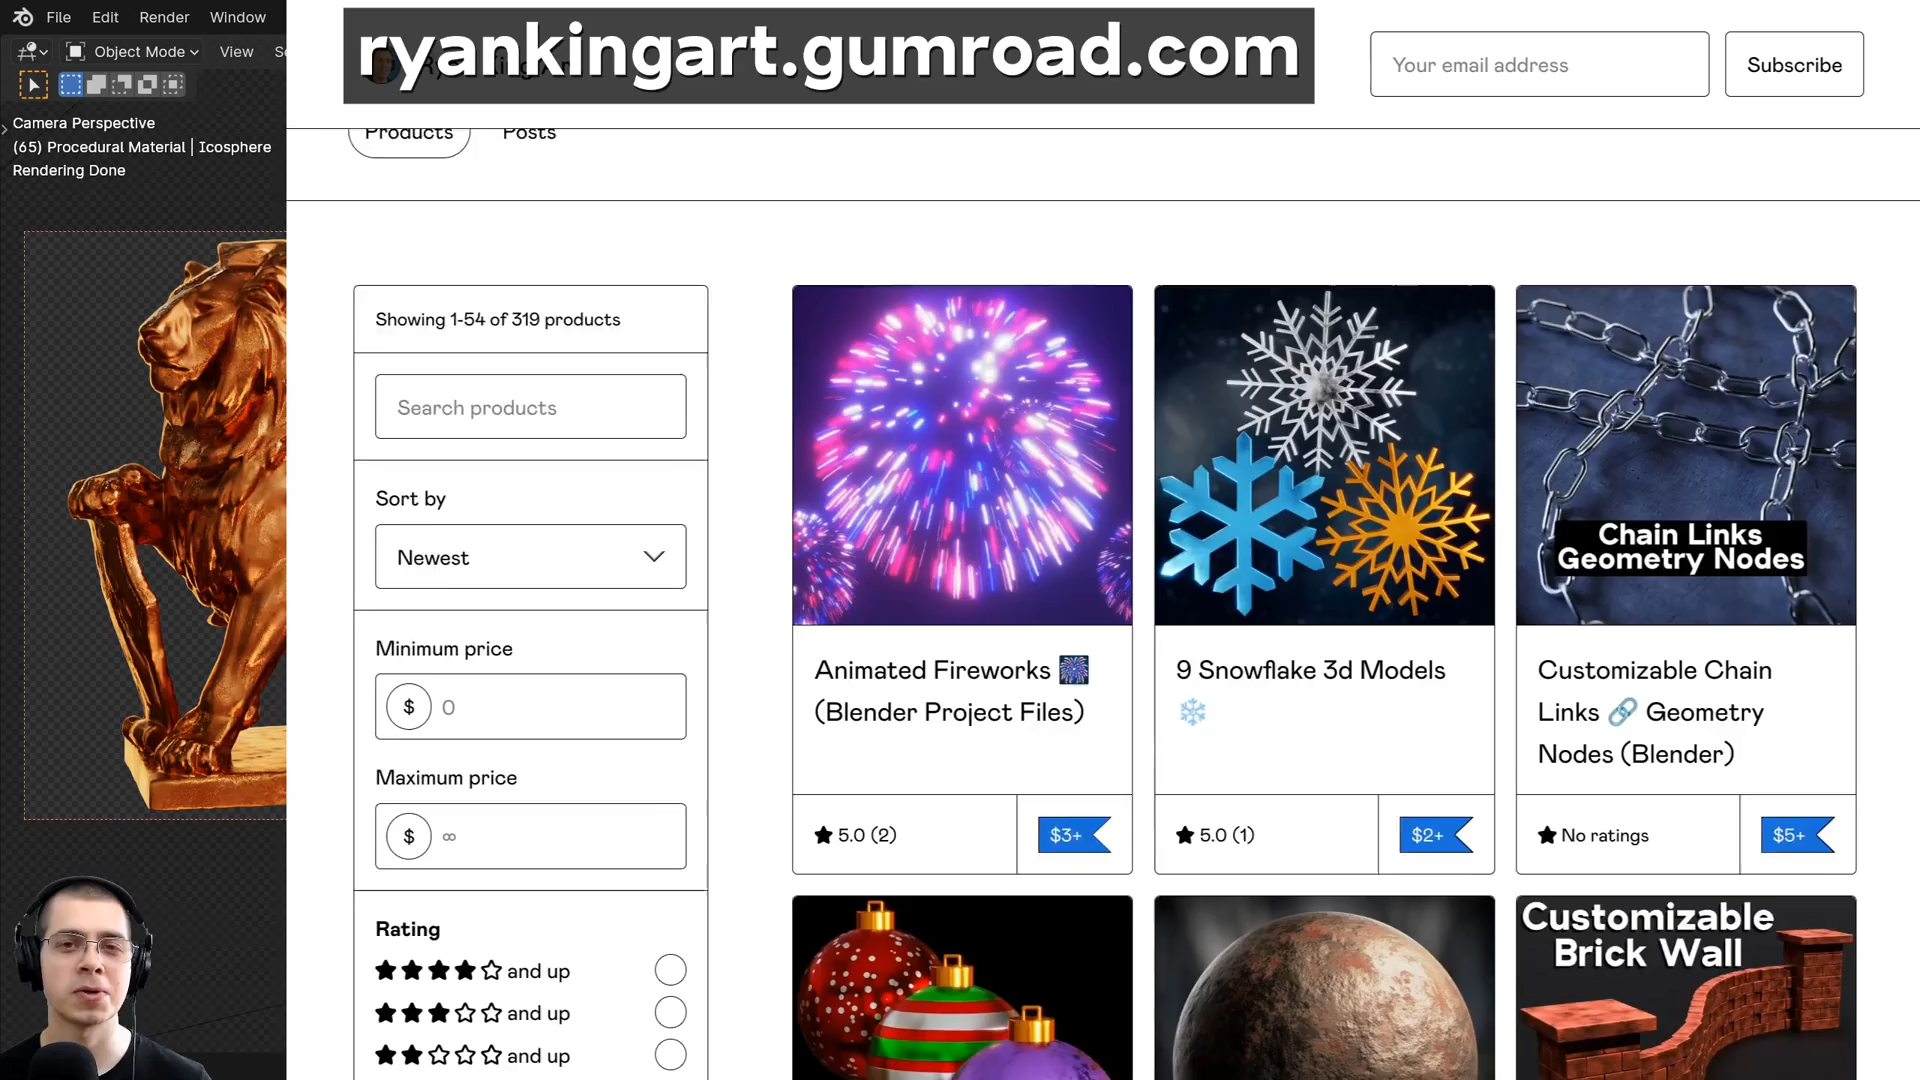 File Edit Render Window
Object Mode View
Camera Perspective
(65) Procedural Material | Icosphere
Rendering Done
ryankingart.gumroad.com
Your email address
Subscribe
Products Posts
Showing 1-54 of 319 products
Search products
Sort by
Newest
Minimum price
$ 0
Maximum price
$ ∞
Rating
and up
and up
and up
Chain Links
Geometry Nodes
Animated Fireworks 🎆
(Blender Project Files)
5.0 (2) $3+
9 Snowflake 3d Models
❄️
5.0 (1) $2+
Customizable Chain
Links 🔗 Geometry
Nodes (Blender)
No ratings $5+
Customizable
Brick Wall